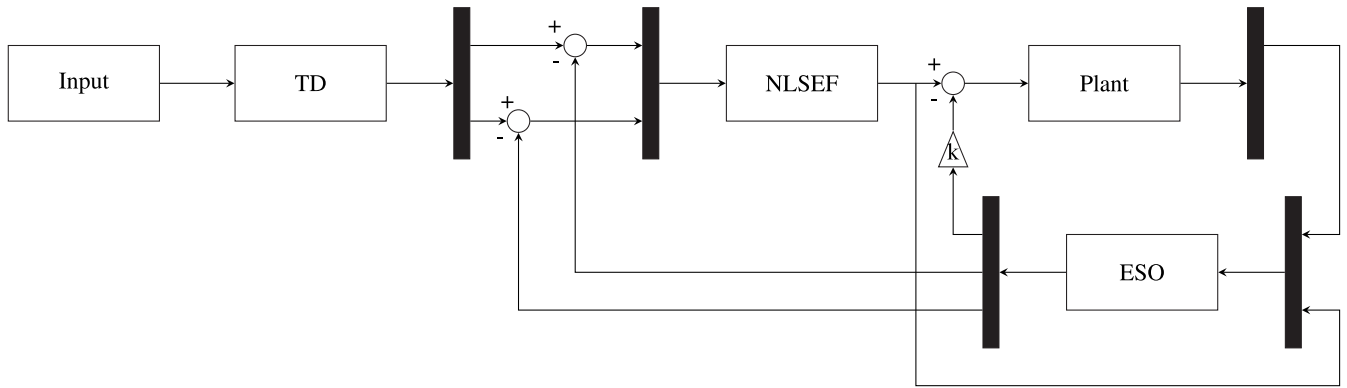 Input
TD
+
-
+
-
NLSEF
+
-
k
Plant
ESO